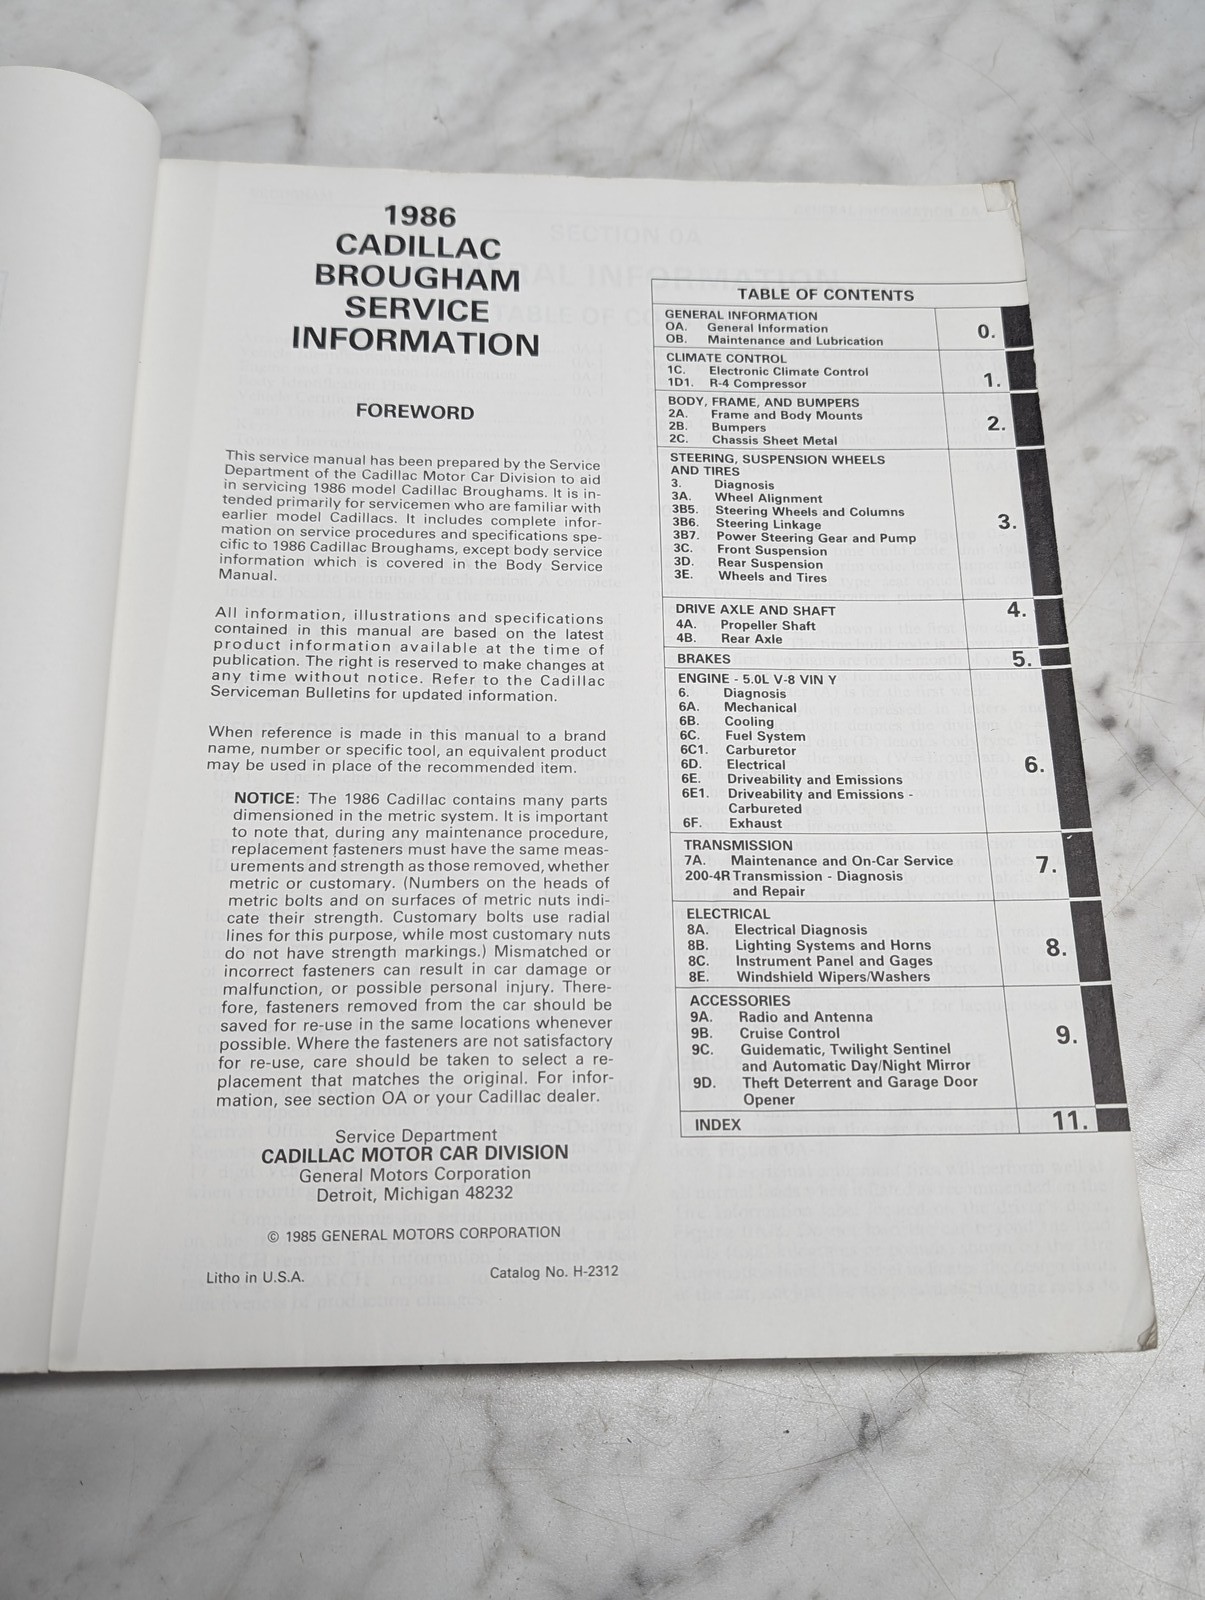 1986
CADILLAC
BROUGHAM
SERVICE
INFORMATION
FOREWORD
This service manual has been prepared by the Service
Department of the Cadillac Motor Car Division to aid
in servicing 1986 model Cadillac Broughams. It is in-
tended primarily for servicemen who are familiar with
earlier model Cadillacs. It includes complete infor-
mation on service procedures and specifications spe-
cific to 1986 Cadillac Broughams, except body service
information which is covered in the Body Service
Manual.
All information, illustrations and specifications
contained in this manual are based on the latest
product information available at the time of
publication. The right is reserved to make changes at
any time without notice. Refer to the Cadillac
Serviceman Bulletins for updated information.
When reference is made in this manual to a brand
name, number or specific tool, an equivalent product
may be used in place of the recommended item.
NOTICE: The 1986 Cadillac contains many parts
dimensioned in the metric system. It is important
to note that, during any maintenance procedure,
replacement fasteners must have the same meas-
urements and strength as those removed, whether
metric or customary. (Numbers on the heads of
metric bolts and on surfaces of metric nuts indi-
cate their strength. Customary bolts use radial
lines for this purpose, while most customary nuts
do not have strength markings.) Mismatched or
incorrect fasteners can result in car damage or
malfunction, or possible personal injury. There-
fore, fasteners removed from the car should be
saved for re-use in the same locations whenever
possible. Where the fasteners are not satisfactory
for re-use, care should be taken to select a re-
placement that matches the original. For infor-
mation, see section OA or your Cadillac dealer.
Service Department
CADILLAC MOTOR CAR DIVISION
General Motors Corporation
Detroit, Michigan 48232
© 1985 GENERAL MOTORS CORPORATION
Litho in U.S.A. Catalog No. H-2312
TABLE OF CONTENTS
GENERAL INFORMATION
OA. General Information 0.
OB. Maintenance and Lubrication
CLIMATE CONTROL
1C. Electronic Climate Control
1D1. R-4 Compressor 1.
BODY, FRAME, AND BUMPERS
2A. Frame and Body Mounts
2B. Bumpers 2.
2C. Chassis Sheet Metal
STEERING, SUSPENSION WHEELS
AND TIRES
3. Diagnosis
3A. Wheel Alignment
3B5. Steering Wheels and Columns
3B6. Steering Linkage 3.
3B7. Power Steering Gear and Pump
3C. Front Suspension
3D. Rear Suspension
3E. Wheels and Tires
DRIVE AXLE AND SHAFT 4.
4A. Propeller Shaft
4B. Rear Axle
BRAKES 5.
ENGINE - 5.0L V-8 VIN Y
6. Diagnosis
6A. Mechanical
6B. Cooling
6C. Fuel System
6C1. Carburetor
6D. Electrical 6.
6E. Driveability and Emissions
6E1. Driveability and Emissions -
Carbureted
6F. Exhaust
TRANSMISSION
7A. Maintenance and On-Car Service 7.
200-4R Transmission - Diagnosis
and Repair
ELECTRICAL
8A. Electrical Diagnosis
8B. Lighting Systems and Horns 8.
8C. Instrument Panel and Gages
8E. Windshield Wipers/Washers
ACCESSORIES
9A. Radio and Antenna
9B. Cruise Control 9.
9C. Guidematic, Twilight Sentinel
and Automatic Day/Night Mirror
9D. Theft Deterrent and Garage Door
Opener
INDEX 11.